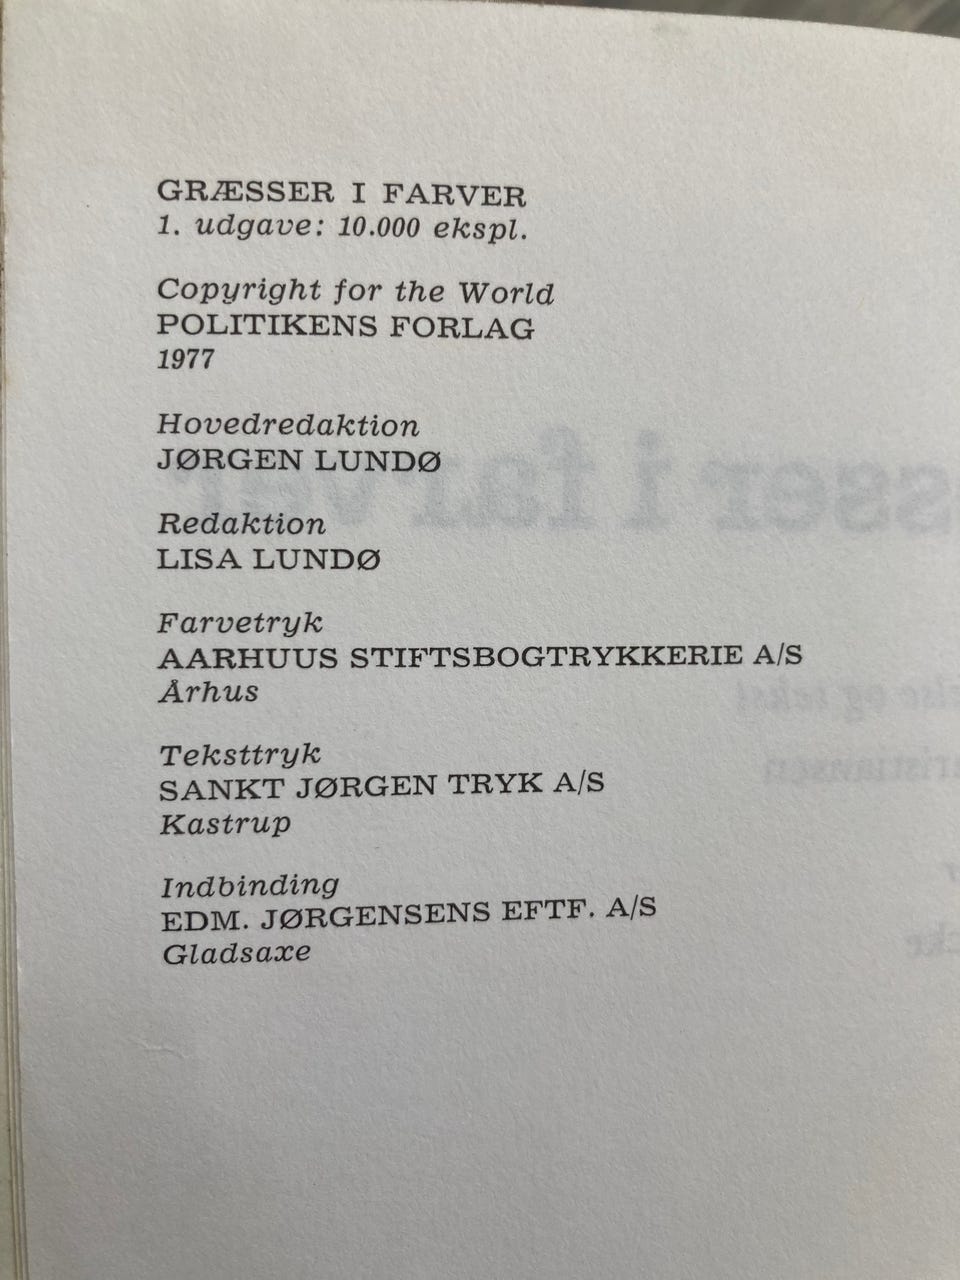 GRÆSSER I FARVER
1. udgave: 10.000 ekspl.
Copyright for the World
POLITIKENS FORLAG
1977
Hovedredaktion
JØRGEN LUNDØ
Redaktion
LISA LUNDØ
Farvetryk
AARHUUS STIFTSBOGTRYKKERIE A/S
Århus
Teksttryk
SANKT JØRGEN TRYK A/S
Kastrup
Indbinding
EDM. JØRGENSENS EFTF. A/S
Gladsaxe